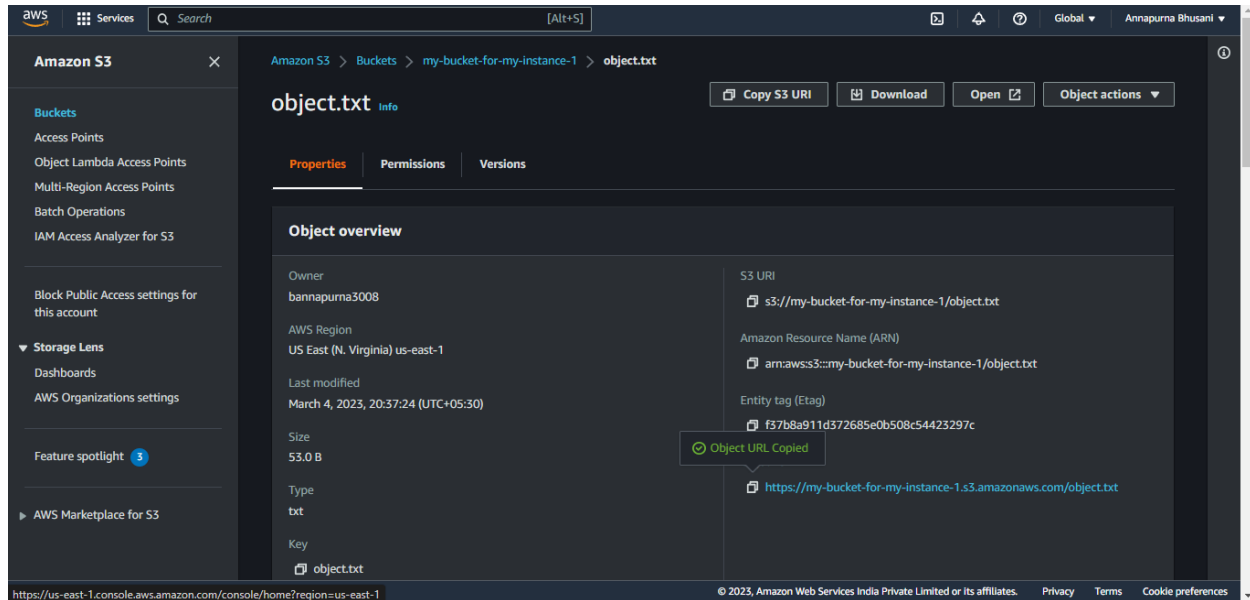 aws Services Search [Alt+S] Global Annapurna Bhusani
Amazon S3
Buckets
Access Points
Object Lambda Access Points
Multi-Region Access Points
Batch Operations
IAM Access Analyzer for S3
Block Public Access settings for
this account
Storage Lens
Dashboards
AWS Organizations settings
Feature spotlight 3
AWS Marketplace for S3
Amazon S3 > Buckets > my-bucket-for-my-instance-1 > object.txt
object.txt Info
Copy S3 URI Download Open Object actions
Properties Permissions Versions
Object overview
Owner
bannapurna3008
AWS Region
US East (N. Virginia) us-east-1
Last modified
March 4, 2023, 20:37:24 (UTC+05:30)
Size
53.0 B
Type
txt
Key
object.txt
S3 URI
s3://my-bucket-for-my-instance-1/object.txt
Amazon Resource Name (ARN)
arn:aws:s3:::my-bucket-for-my-instance-1/object.txt
Entity tag (Etag)
f37b8a911d372685e0b508c54423297c
Object URL Copied
https://my-bucket-for-my-instance-1.s3.amazonaws.com/object.txt
https://us-east-1.console.aws.amazon.com/console/home?region=us-east-1
© 2023, Amazon Web Services India Private Limited or its affiliates. Privacy Terms Cookie preferences